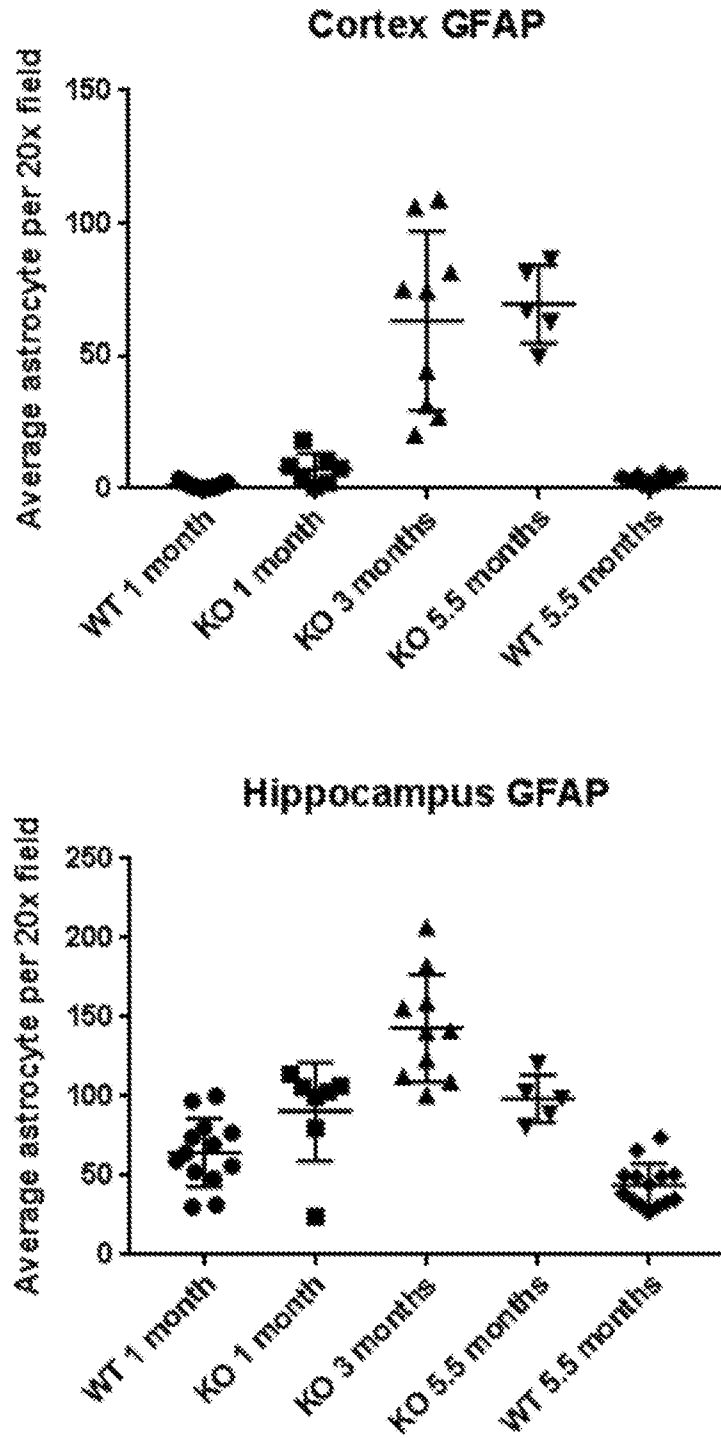 Cortex GFAP
Average astrocyte per 20x field
150
100
50
0
WT 1 month
KO 1 month
KO 3 months
KO 5.5 months
WT 5.5 months
Hippocampus GFAP
Average astrocyte per 20x field
250
200
150
100
50
0
WT 1 month
KO 1 month
KO 3 months
KO 5.5 months
WT 5.5 months